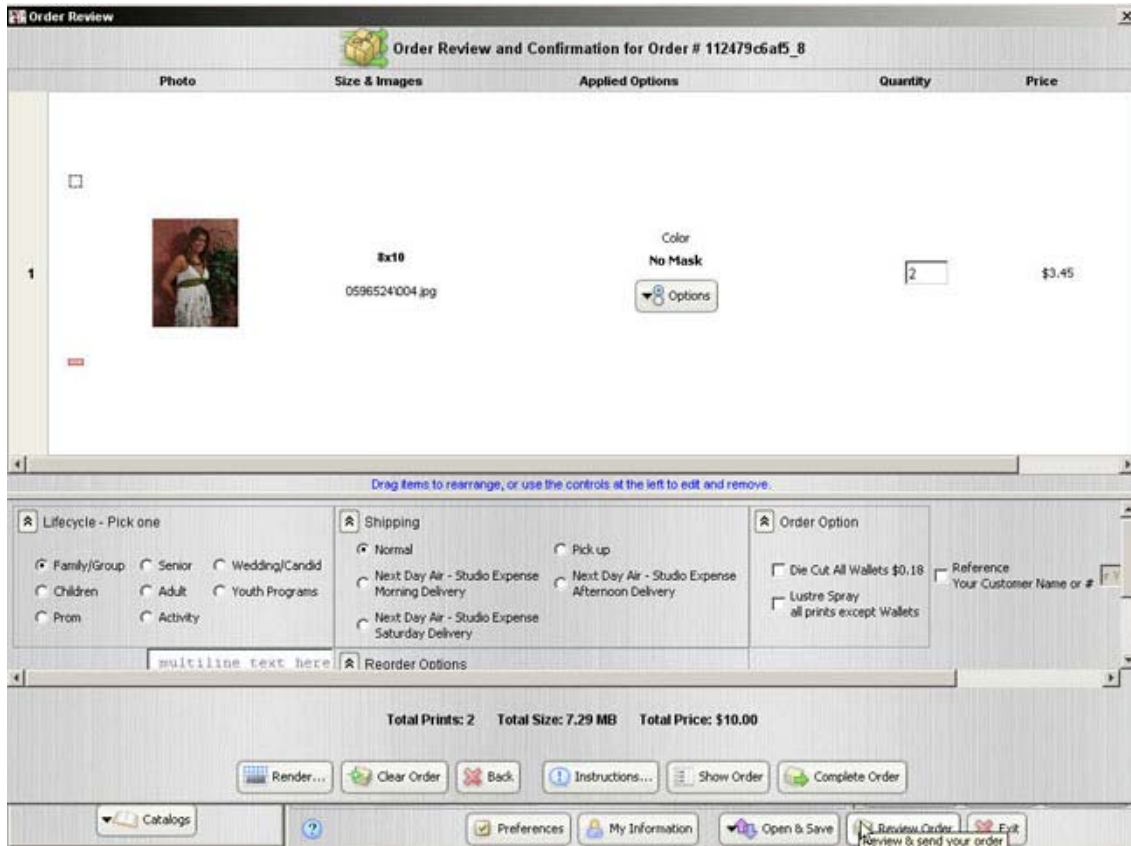 Order Review
Order Review and Confirmation for Order # 112479c6af5_8
Photo Size & Images Applied Options Quantity Price
1
8x10
0596524\004.jpg
Color
No Mask
Options
2
$3.45
Drag items to rearrange, or use the controls at the left to edit and remove.
Lifecycle - Pick one
Family/Group Senior Wedding/Candid
Children Adult Youth Programs
Prom Activity
multiline text here
Shipping
Normal Pick up
Next Day Air - Studio Expense
Morning Delivery
Next Day Air - Studio Expense
Afternoon Delivery
Next Day Air - Studio Expense
Saturday Delivery
Reorder Options
Order Option
Die Cut All Wallets $0.18
Lustre Spray
all prints except Wallets
Reference
Your Customer Name or #
Total Prints: 2 Total Size: 7.29 MB Total Price: $10.00
Render... Clear Order Back Instructions... Show Order Complete Order
Catalogs Preferences My Information Open & Save Review Order Exit
Review & send your order